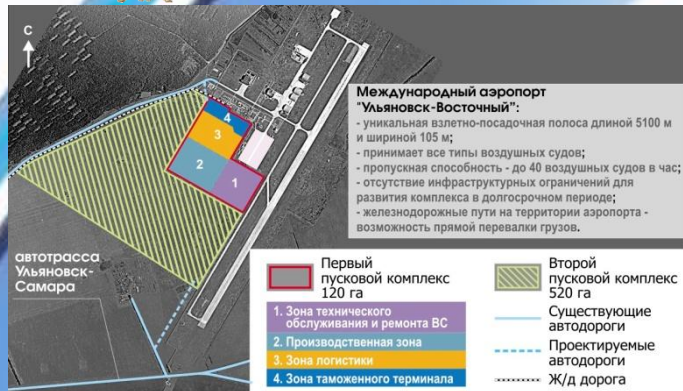 С
4
3
2
1
Международный аэропорт
"Ульяновск-Восточный":
- уникальная взлетно-посадочная полоса длиной 5100 м
и шириной 105 м;
- принимает все типы воздушных судов;
- пропускная способность - до 40 воздушных судов в час;
- отсутствие инфраструктурных ограничений для
развития комплекса в долгосрочном периоде;
- железнодорожные пути на территории аэропорта -
возможность прямой перевалки грузов.
автотрасса
Ульяновск-
Самара
Первый
пусковой комплекс
120 га
1. Зона технического
обслуживания и ремонта ВС
2. Производственная зона
3. Зона логистики
4. Зона таможенного терминала
Второй
пусковой комплекс
520 га
Существующие
автодороги
Проектируемые
автодороги
Ж/д дорога